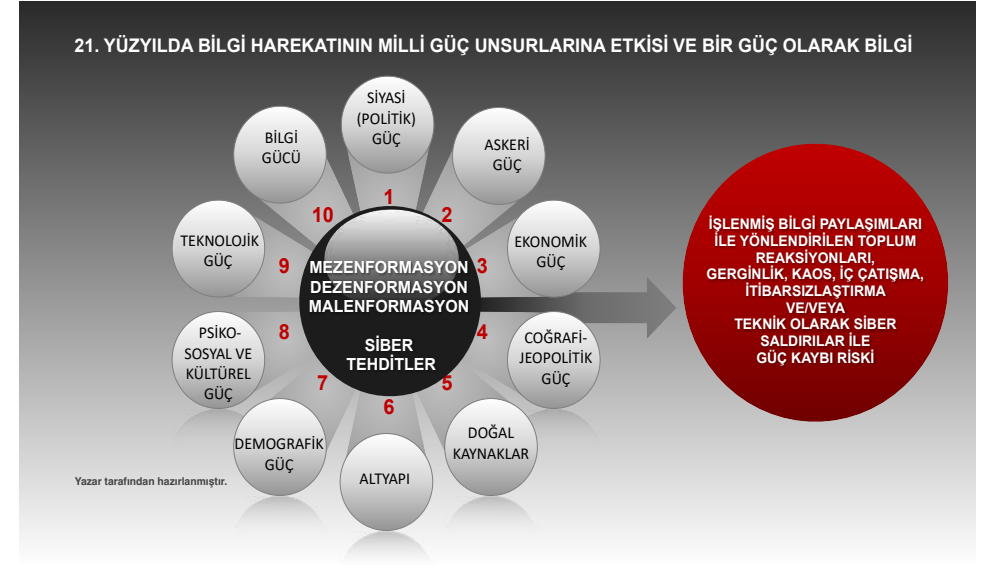 21. YÜZYILDA BİLGİ HAREKATININ MİLLİ GÜÇ UNSURLARINA ETKİSİ VE BİR GÜÇ OLARAK BİLGİ
SİYASİ
(POLİTİK)
GÜÇ
1
ASKERİ
GÜÇ
2
EKONOMİK
GÜÇ
3
COĞRAFİ-
JEOPOLİTİK
GÜÇ
4
DOĞAL
KAYNAKLAR
5
ALTYAPI
6
DEMOGRAFİK
GÜÇ
7
PSİKO-
SOSYAL VE
KÜLTÜREL
GÜÇ
8
TEKNOLOJİK
GÜÇ
9
BİLGİ
GÜCÜ
10
MEZENFORMASYON
DEZENFORMASYON
MALENFORMASYON
SİBER
TEHDİTLER
İŞLENMİŞ BİLGİ PAYLAŞIMLARI
İLE YÖNLENDİRİLEN TOPLUM
REAKSİYONLARI,
GERGİNLİK, KAOS, İÇ ÇATIŞMA,
İTİBARSIZLAŞTIRMA
VE/VEYA
TEKNİK OLARAK SİBER
SALDIRILAR İLE
GÜÇ KAYBI RİSKİ
Yazar tarafından hazırlanmıştır.